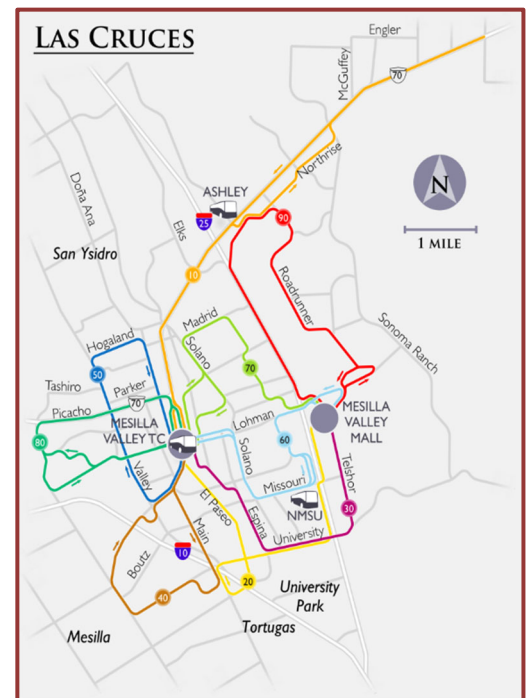 LAS CRUCES
Engler
McGuffey
70
Northrise
ASHLEY
N
1 MILE
25
90
Doña Ana
Elks
San Ysidro
10
Roadrunner
Madrid
Sonoma Ranch
Hogaland
Solano
50
70
Tashiro
Parker
70
Picacho
MESILLA
VALLEY TC
Lohman
MESILLA
VALLEY
MALL
80
60
Solano
Valley
Missouri
Telshor
El Paseo
NMSU
Espina
30
Main
University
10
Boutz
20
40
University
Park
Mesilla
Tortugas